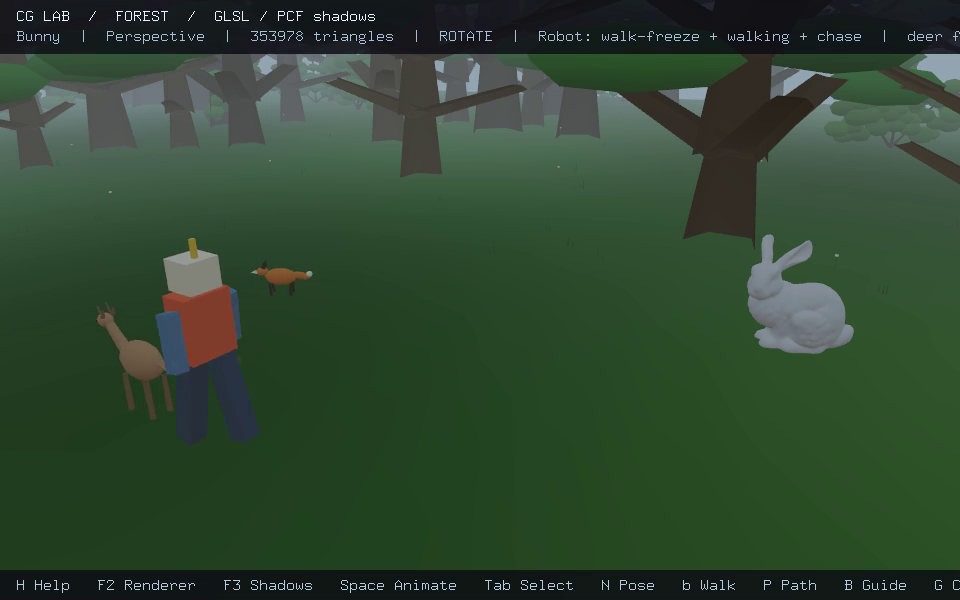 CG LAB / FOREST / GLSL / PCF shadows
Bunny | Perspective | 353978 triangles | ROTATE | Robot: walk-freeze + walking + chase | deer f
H Help F2 Renderer F3 Shadows Space Animate Tab Select N Pose b Walk P Path B Guide G C